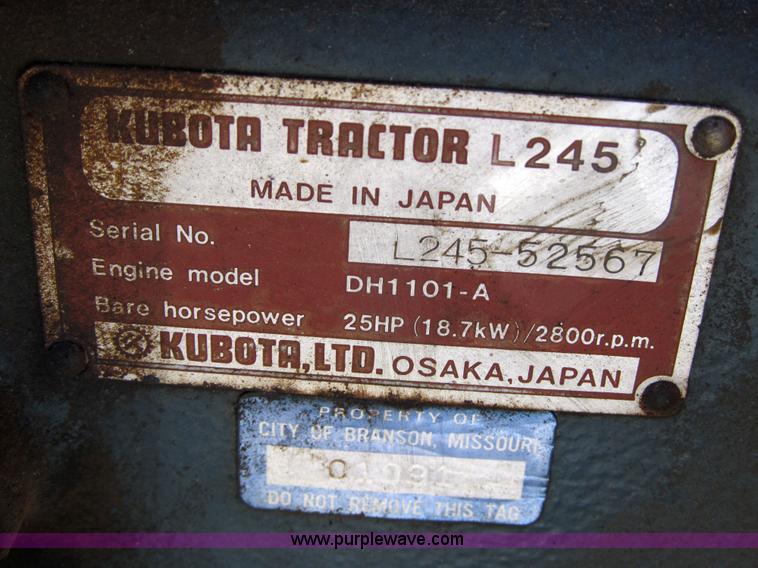 KUBOTA TRACTOR L245
MADE IN JAPAN
Serial No. L245-52567
Engine model DH1101-A
Bare horsepower 25HP (18.7kW)/2800r.p.m.
KUBOTA, LTD. OSAKA, JAPAN
PROPERTY OF
CITY OF BRANSON, MISSOURI
DO NOT REMOVE THIS TAG
www.purplewave.com